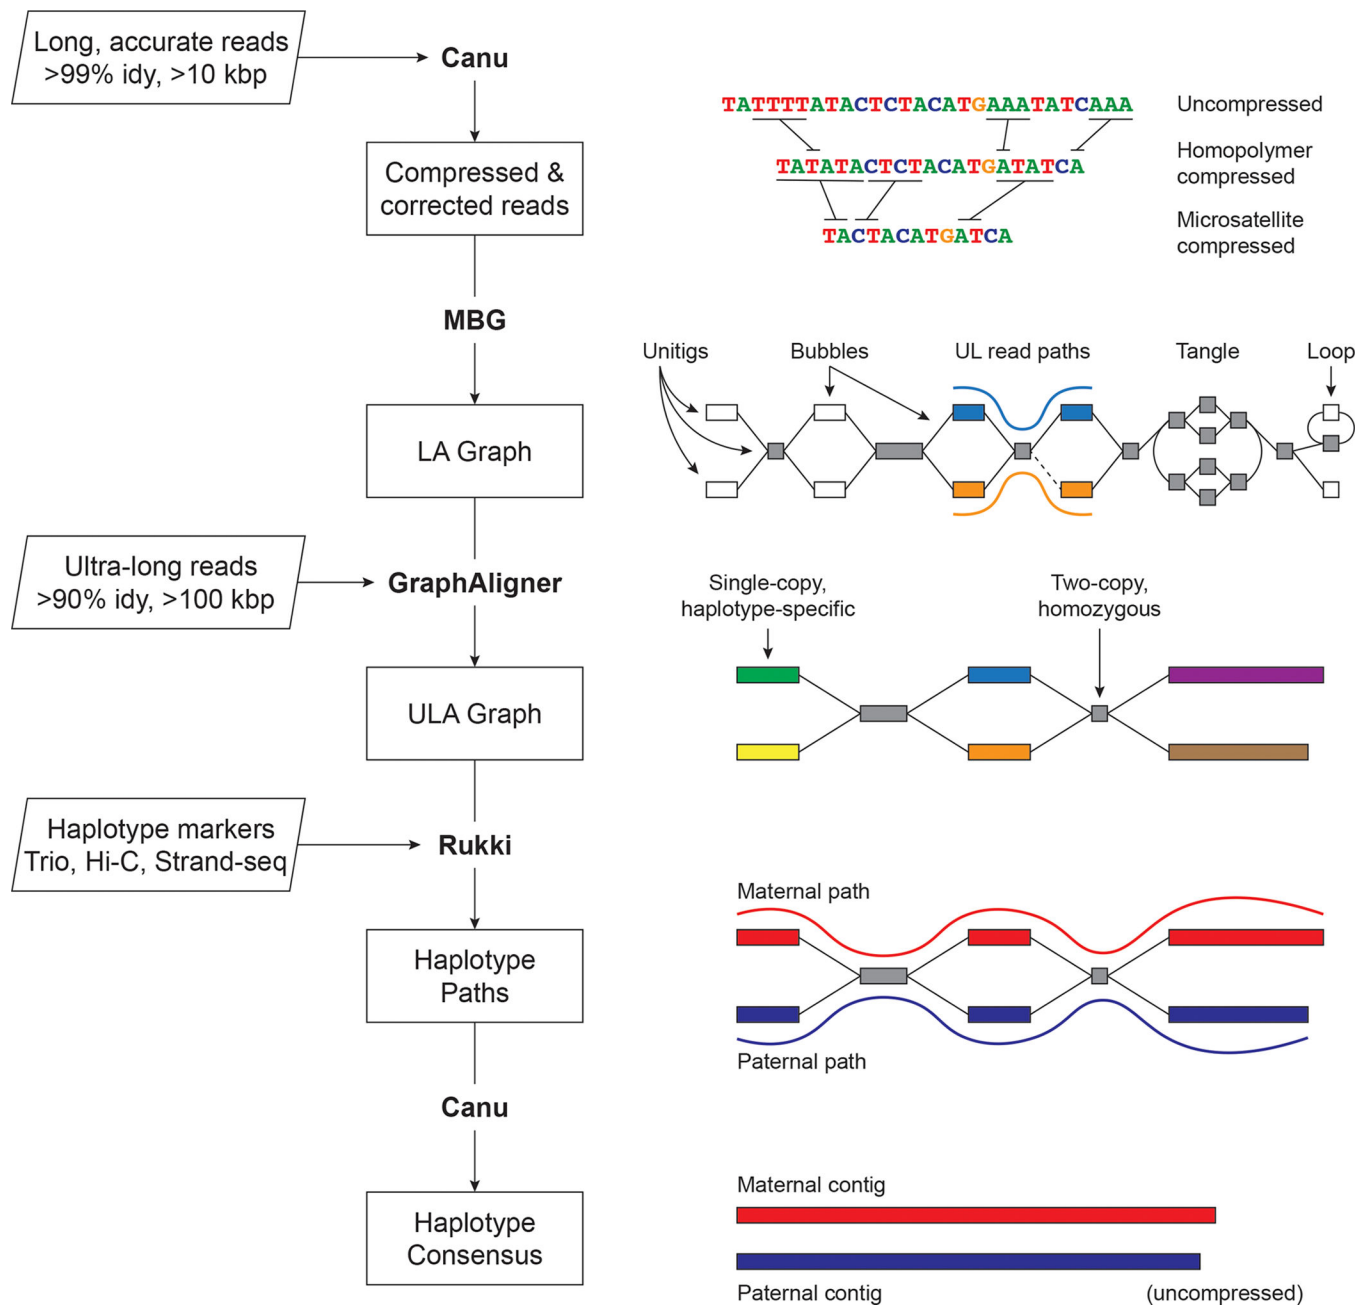 Long, accurate reads
>99% idy, >10 kbp
Canu
TATTTTATACTCTACATGAAATATCAAA
Uncompressed
Compressed &
corrected reads
TATATACTCTACATGATATCA
Homopolymer
compressed
TACTACATGATCA
Microsatellite
compressed
MBG
Unitigs
Bubbles
UL read paths
Tangle
Loop
LA Graph
Ultra-long reads
>90% idy, >100 kbp
GraphAligner
Single-copy,
haplotype-specific
Two-copy,
homozygous
ULA Graph
Haplotype markers
Trio, Hi-C, Strand-seq
Rukki
Maternal path
Haplotype
Paths
Paternal path
Canu
Maternal contig
Haplotype
Consensus
Paternal contig
(uncompressed)